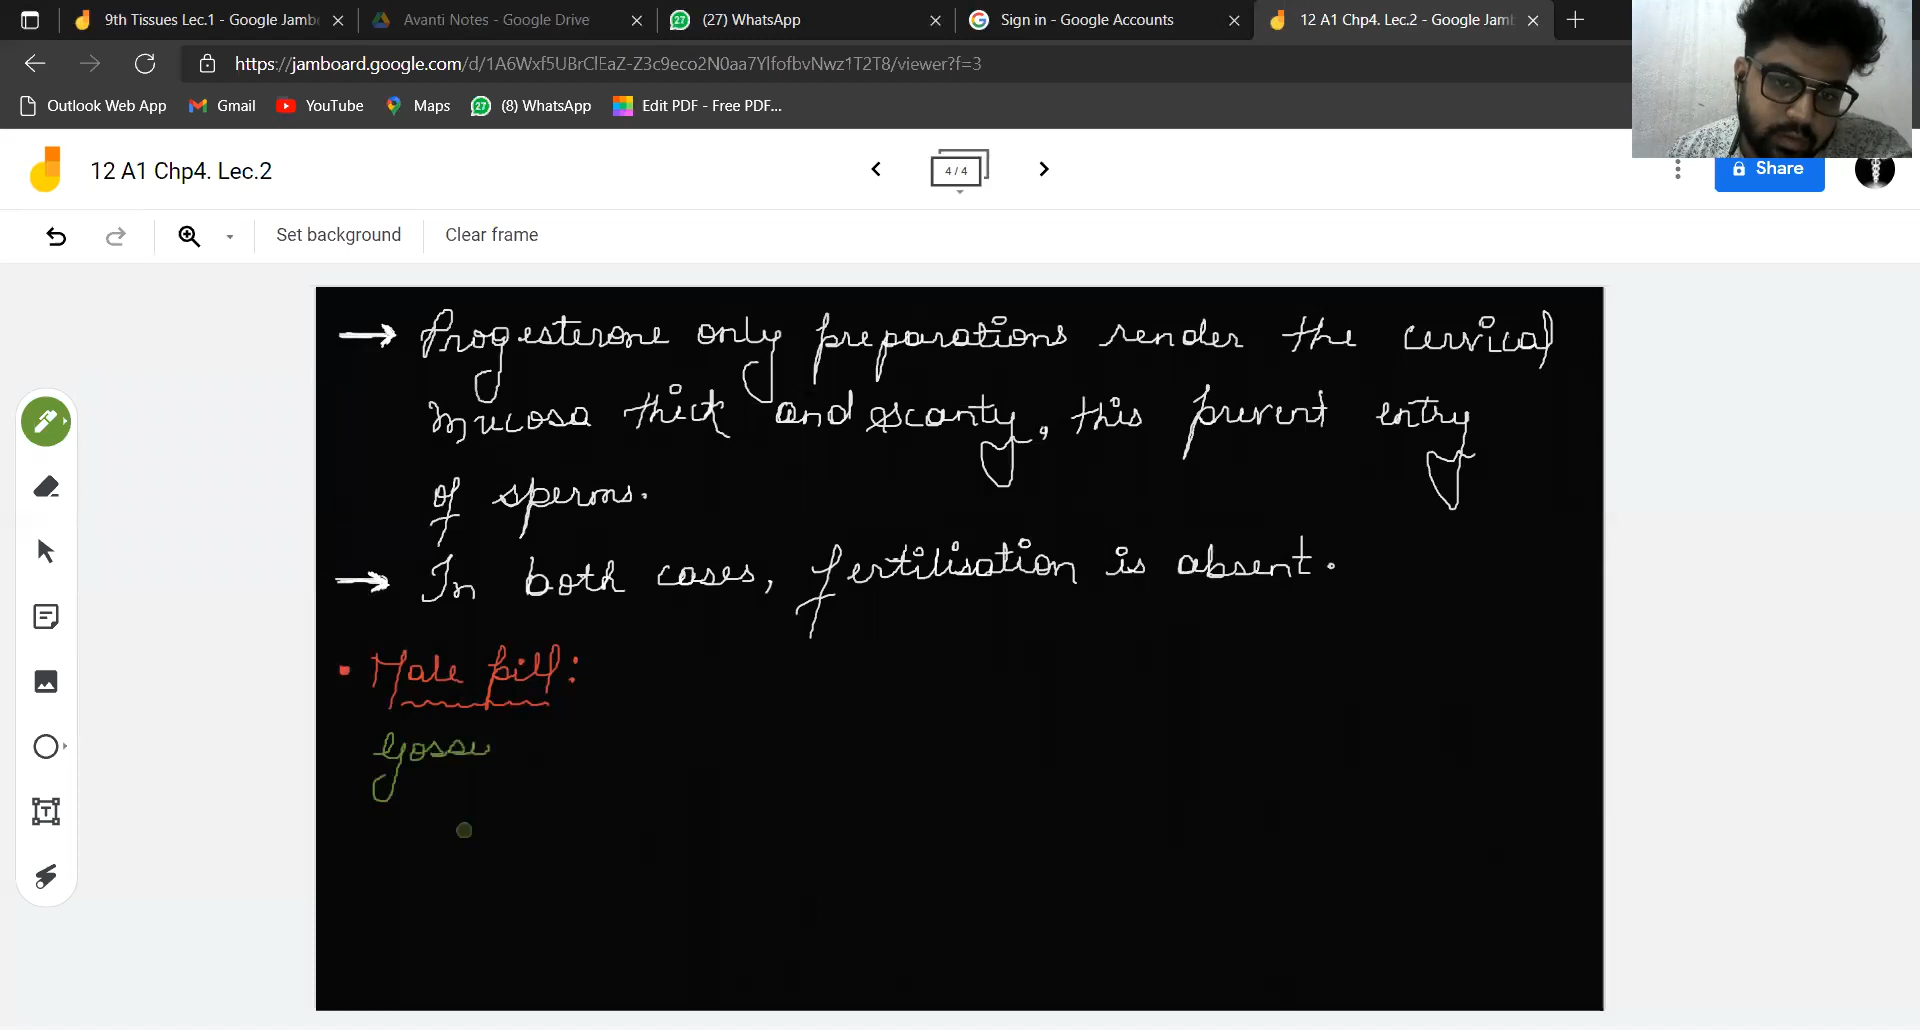 9th Tissues Lec.1 - Google Jambo
Avanti Notes - Google Drive
27
(27) WhatsApp
Sign in - Google Accounts
12 A1 Chp4. Lec.2 - Google Jamb
https://jamboard.google.com/d/1A6Wxf5UBrClEaZ-Z3c9eco2N0aa7YlfofbvNwz1T2T8/viewer?f=3
Outlook Web App
Gmail
YouTube
Maps
27
(8) WhatsApp
Edit PDF - Free PDF...
12 A1 Chp4. Lec.2
4 / 4
Share
Set background
Clear frame
→ Progesterone only preparations render the cervical
mucosa thick and scanty, this prevent entry
of sperms.
→ In both cases, fertilisation is absent.
• Male pill:
Gossu
T